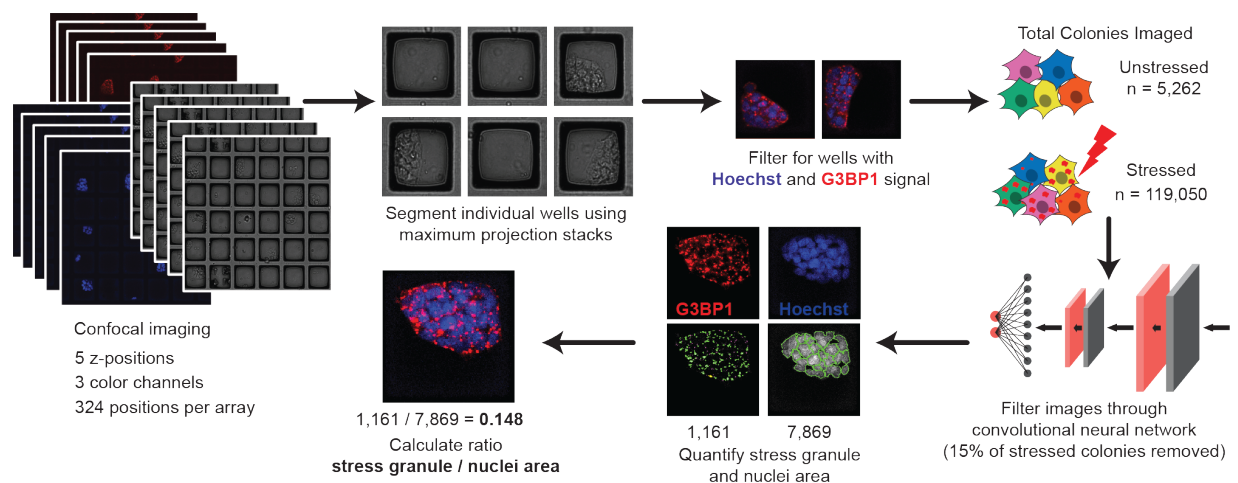 Confocal imaging
5 z-positions
3 color channels
324 positions per array
Segment individual wells using
maximum projection stacks
Filter for wells with
Hoechst and G3BP1 signal
Total Colonies Imaged
Unstressed
n = 5,262
Stressed
n = 119,050
Filter images through
convolutional neural network
(15% of stressed colonies removed)
G3BP1
Hoechst
1,161
7,869
Quantify stress granule
and nuclei area
1,161 / 7,869 = 0.148
Calculate ratio
stress granule / nuclei area